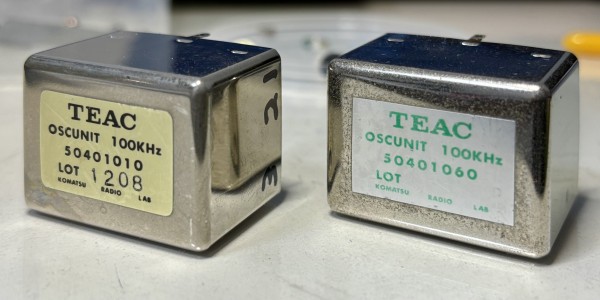 TEAC
OSCUNIT 100KHz
50401010
LOT 1208
KOMATSU RADIO LAB
TEAC
OSCUNIT 100KHz
50401060
LOT
KOMATSU RADIO LAB